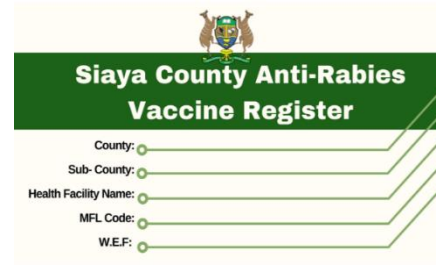 Siaya County Anti-Rabies
Vaccine Register
County:
Sub- County:
Health Facility Name:
MFL Code:
W.E.F: